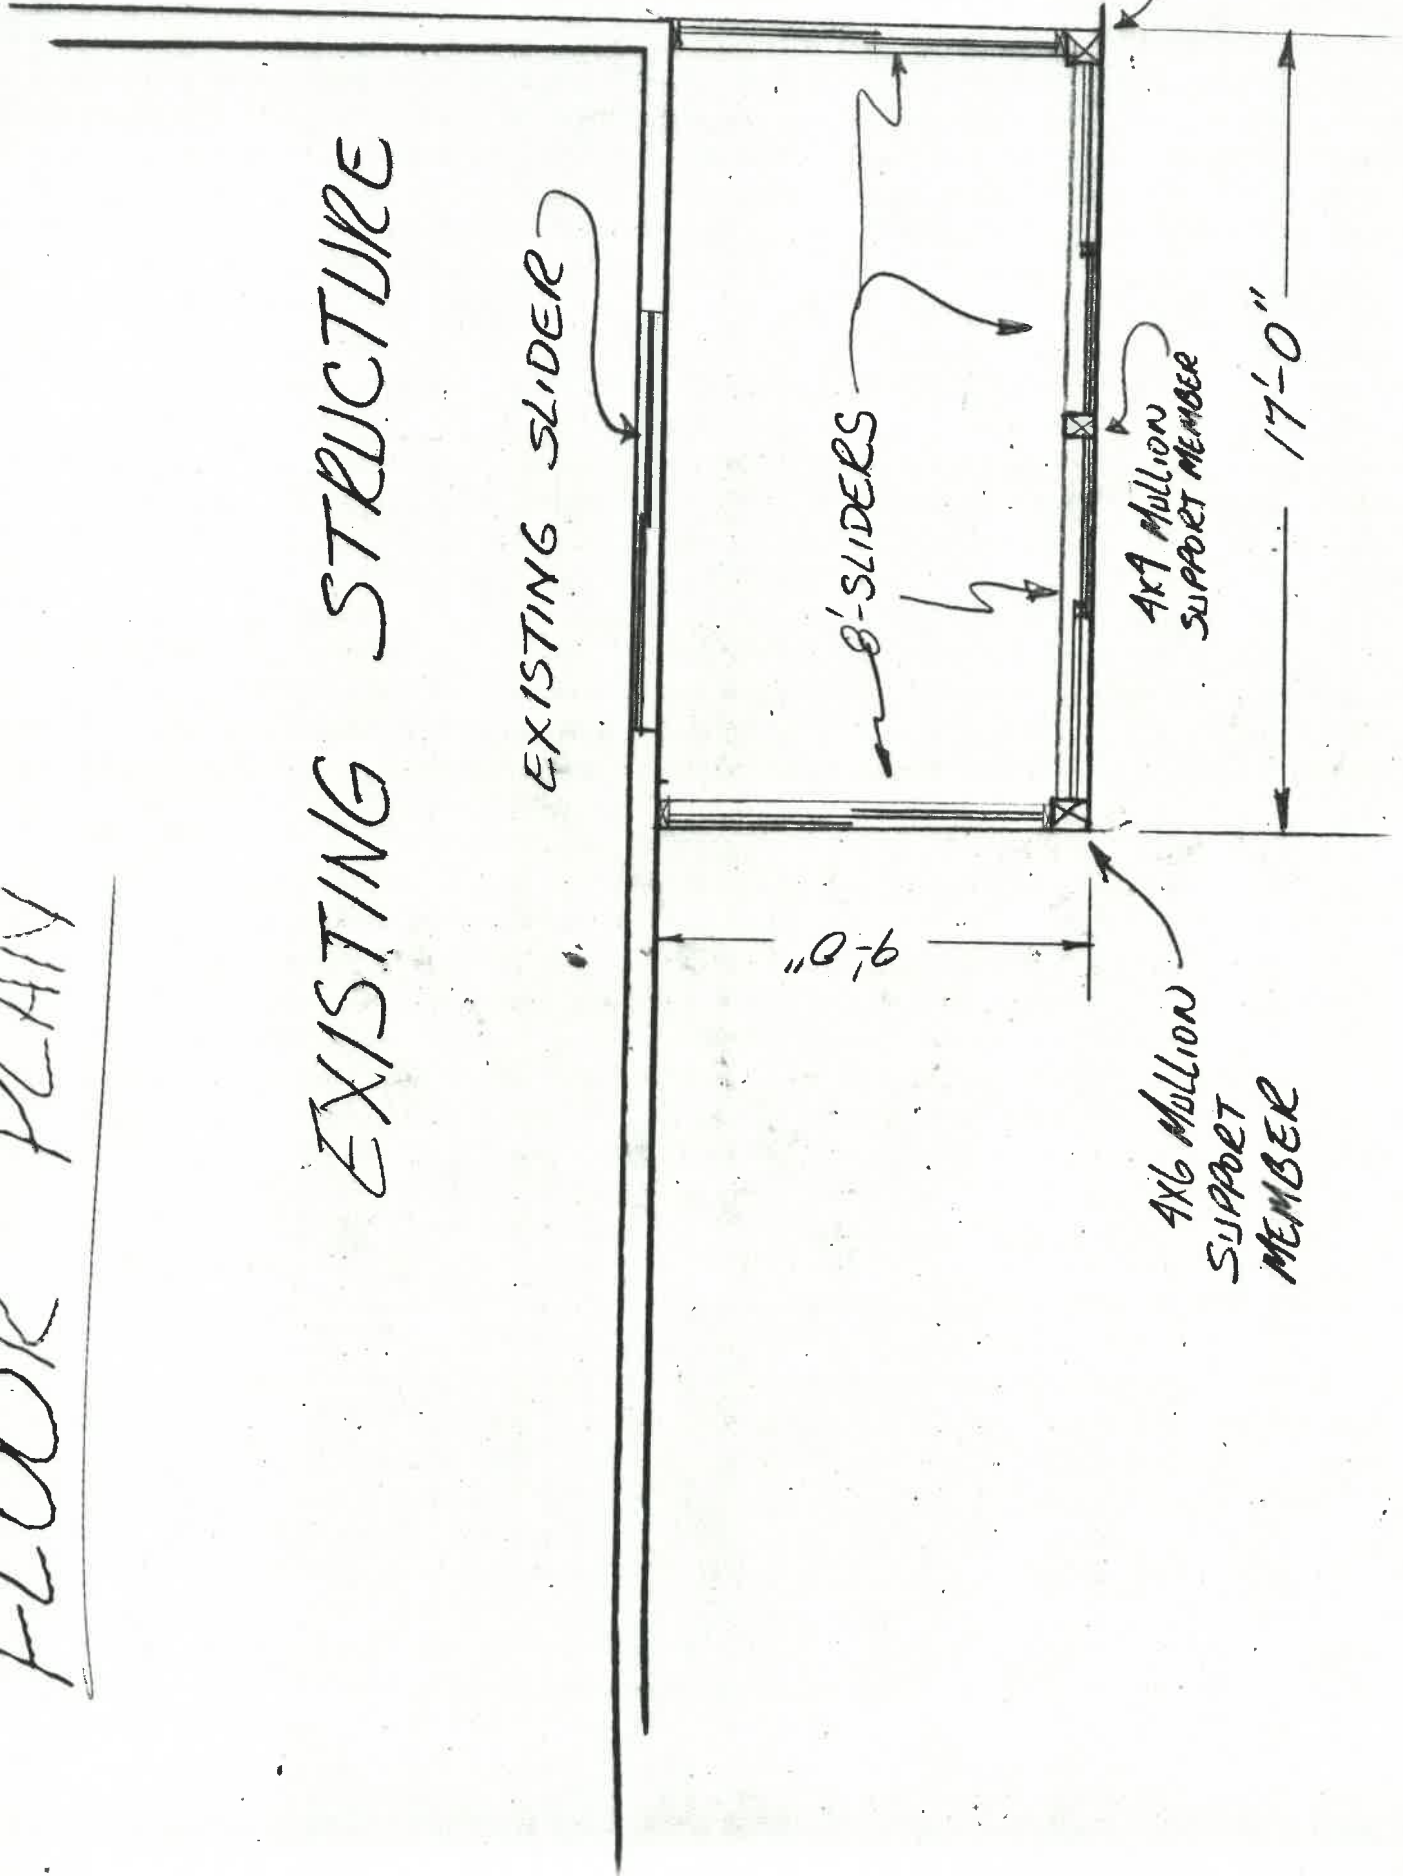 FLOOR PLAN
EXISTING STRUCTURE
EXISTING SLIDER
8'-SLIDERS
9'-0"
4X4 MULLION
SUPPORT MEMBER
17'-0"
4X6 MULLION
SUPPORT
MEMBER